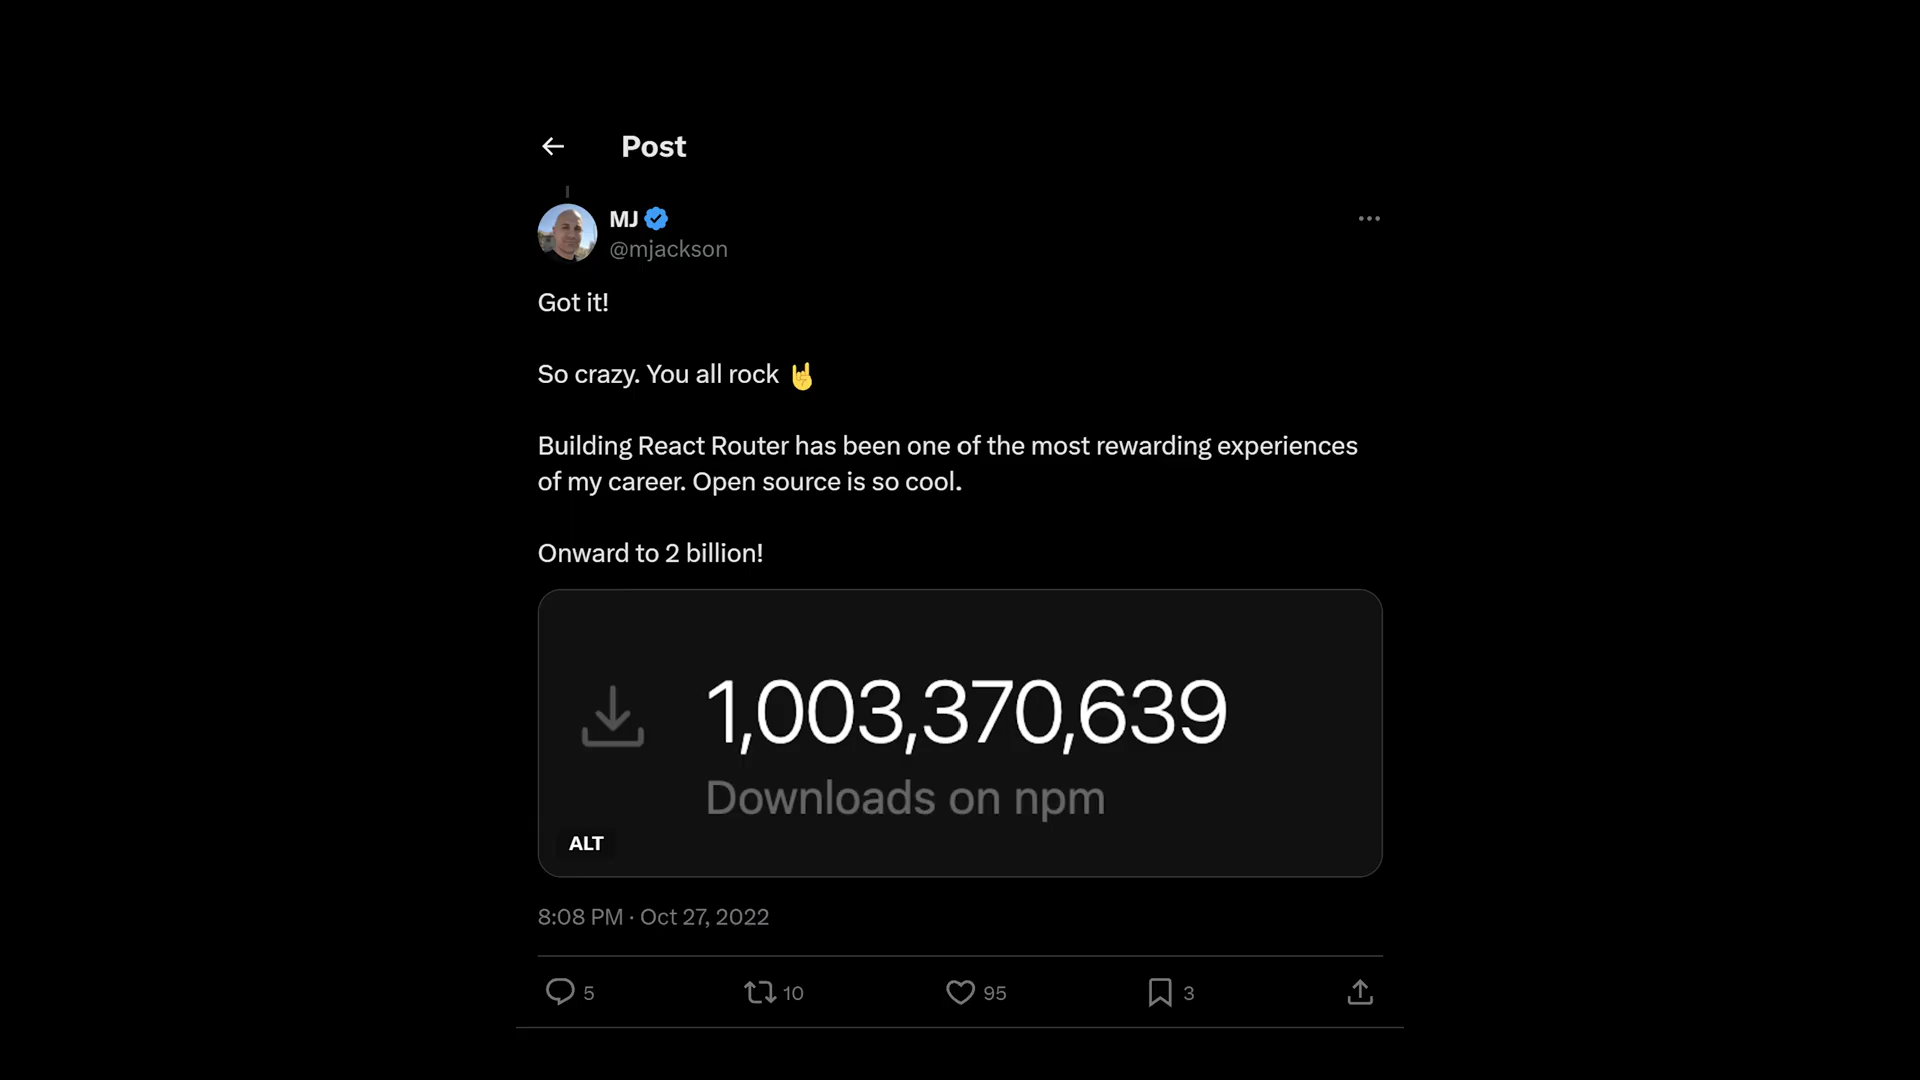 Post
MJ
@mjackson
Got it!
So crazy. You all rock 🤘
Building React Router has been one of the most rewarding experiences
of my career. Open source is so cool.
Onward to 2 billion!
1,003,370,639
Downloads on npm
ALT
8:08 PM · Oct 27, 2022
5 10 95 3